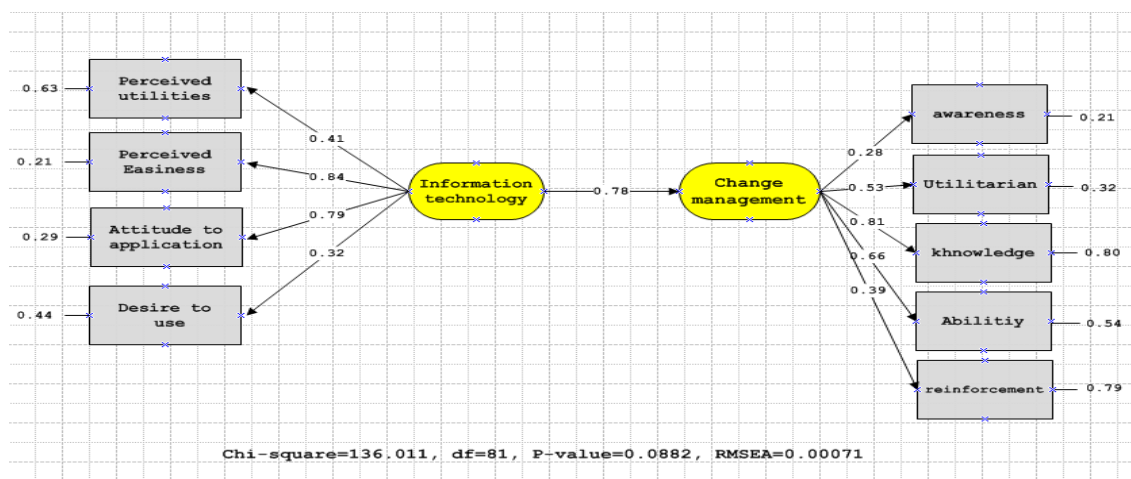 0.63
Perceived
utilities
0.21
Perceived
Easiness
0.29
Attitude to
application
0.44
Desire to
use
0.41
0.84
0.79
0.32
Information
technology
0.78
Change
management
0.28
0.53
0.81
0.66
0.39
awareness
0.21
Utilitarian
0.32
khnowledge
0.80
Abilitiy
0.54
reinforcement
0.79
Chi-square=136.011, df=81, P-value=0.0882, RMSEA=0.00071